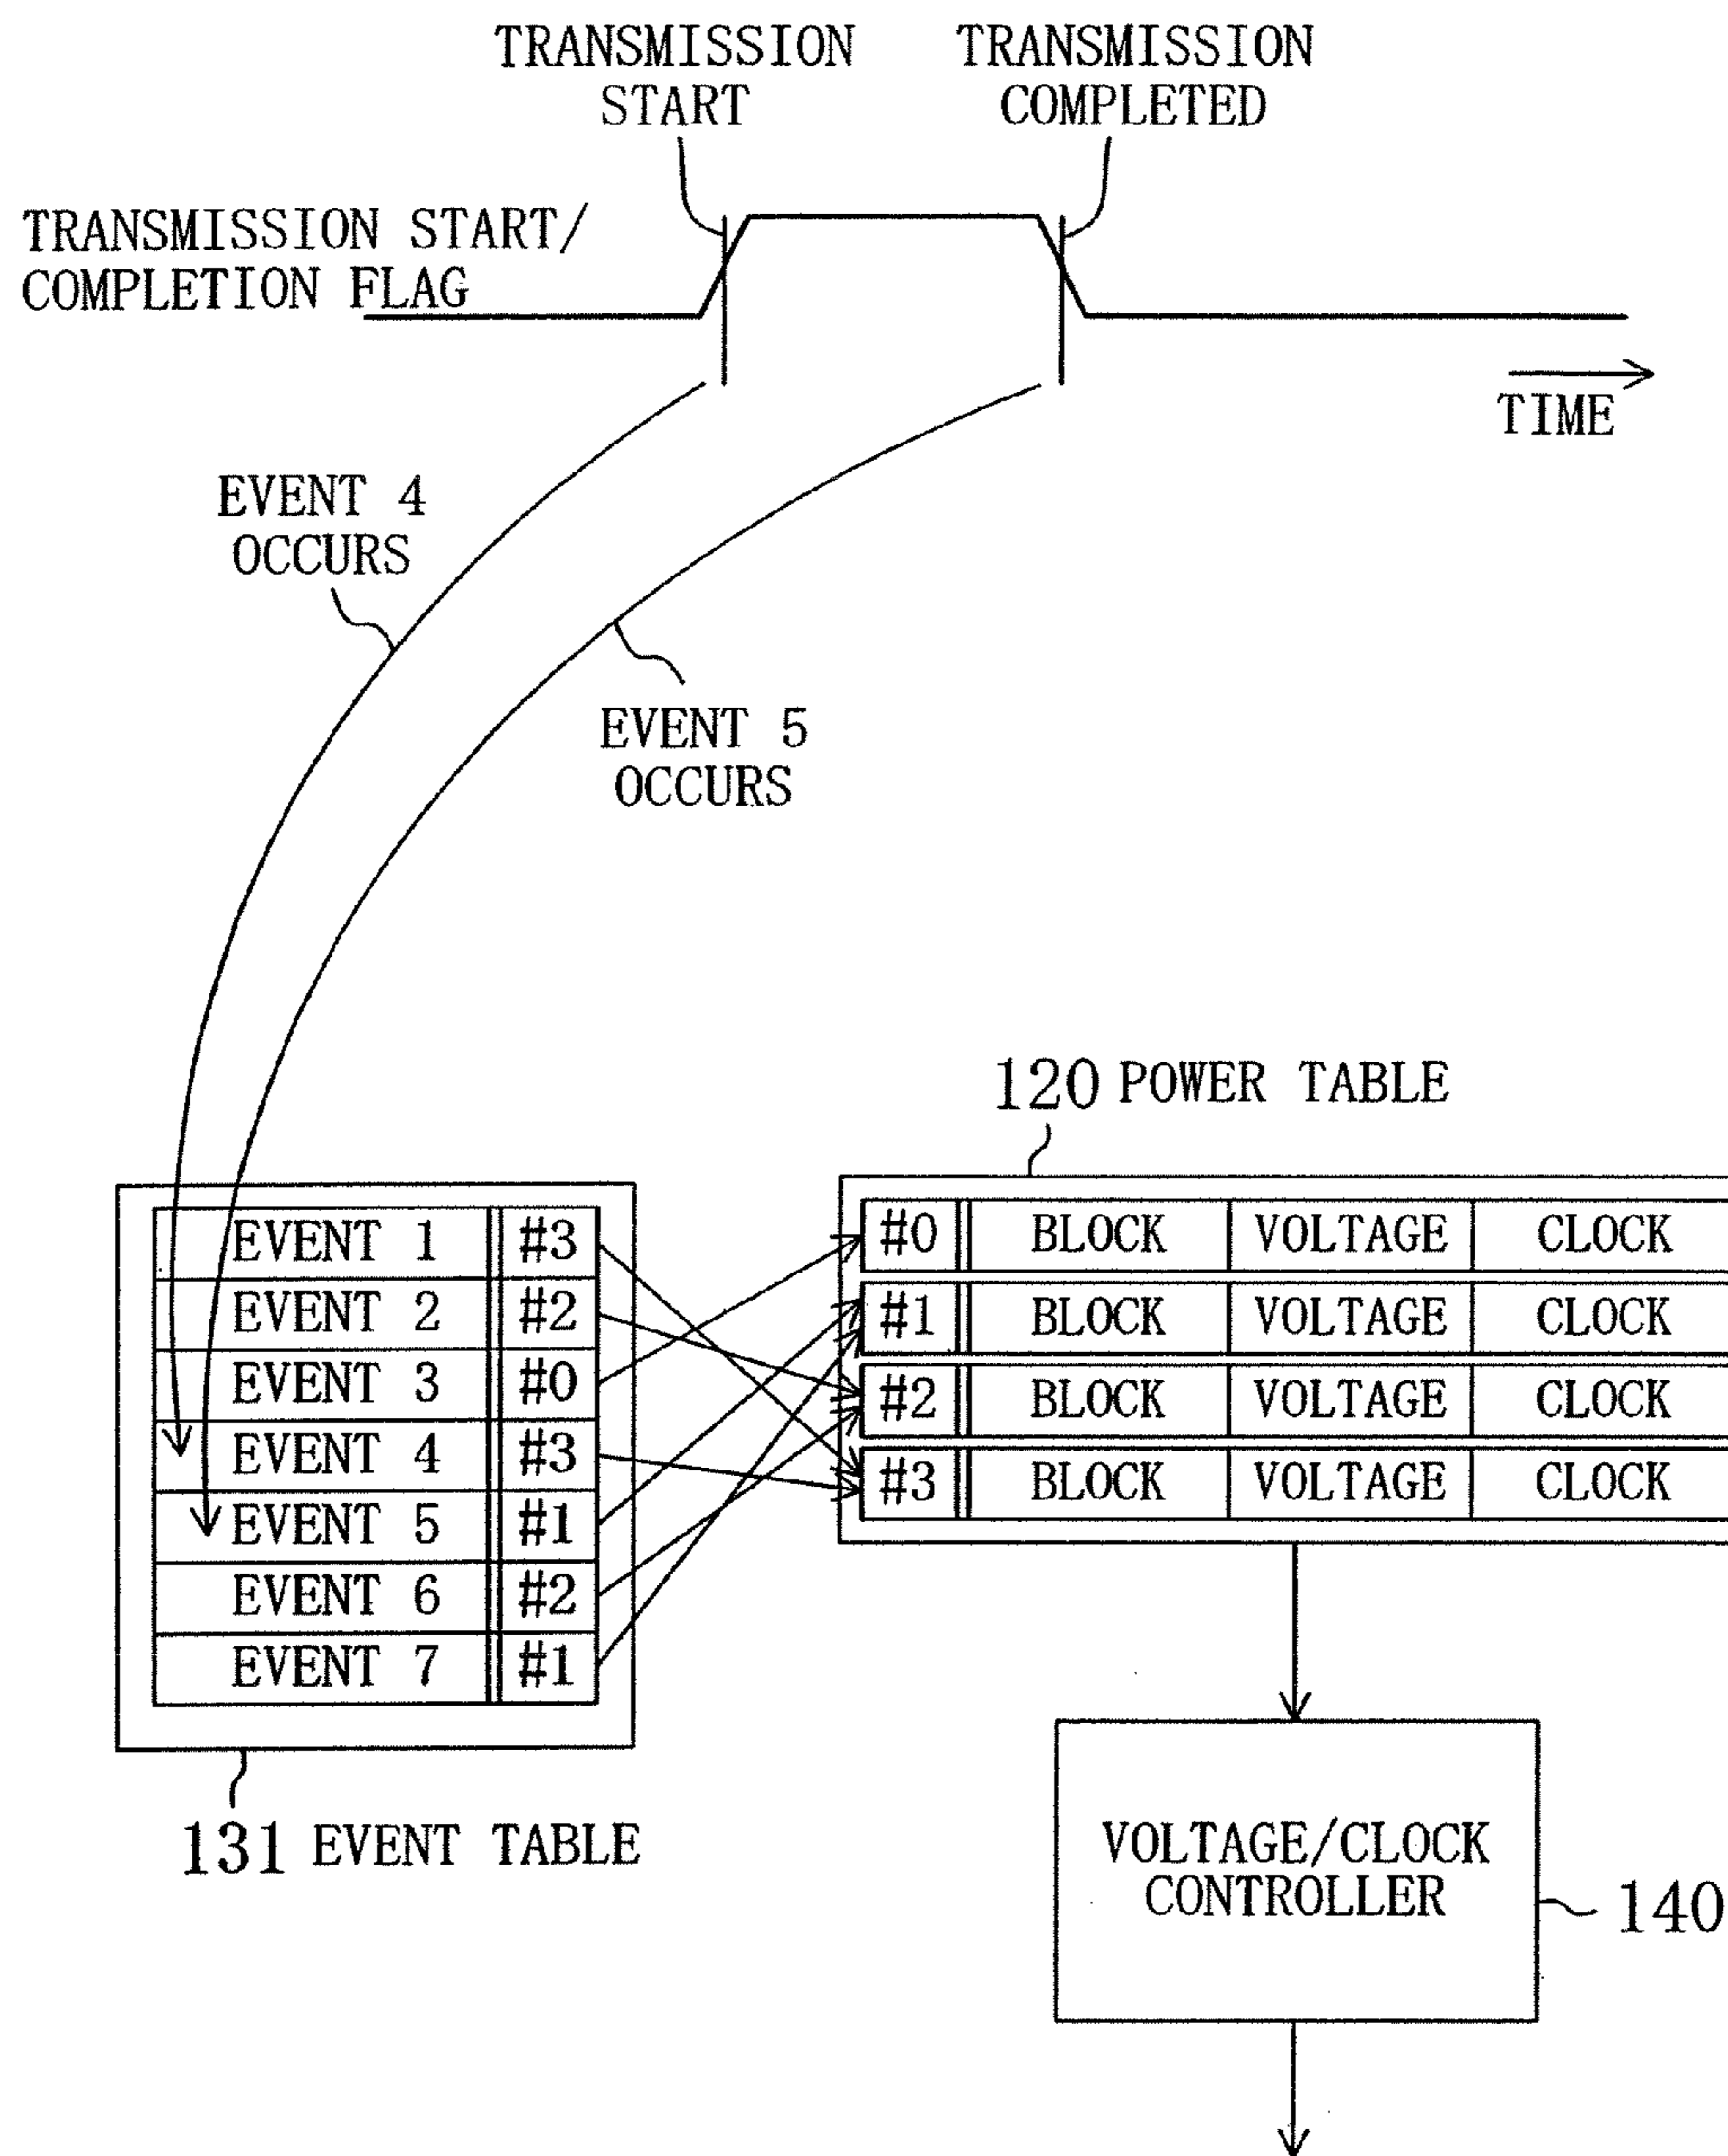 TRANSMISSION
START
TRANSMISSION
COMPLETED
TRANSMISSION START/
COMPLETION FLAG
TIME
EVENT 4
OCCURS
EVENT 5
OCCURS
120 POWER TABLE
EVENT 1 #3
EVENT 2 #2
EVENT 3 #0
EVENT 4 #3
EVENT 5 #1
EVENT 6 #2
EVENT 7 #1
#0 BLOCK VOLTAGE CLOCK
#1 BLOCK VOLTAGE CLOCK
#2 BLOCK VOLTAGE CLOCK
#3 BLOCK VOLTAGE CLOCK
131 EVENT TABLE
VOLTAGE/CLOCK
CONTROLLER
140